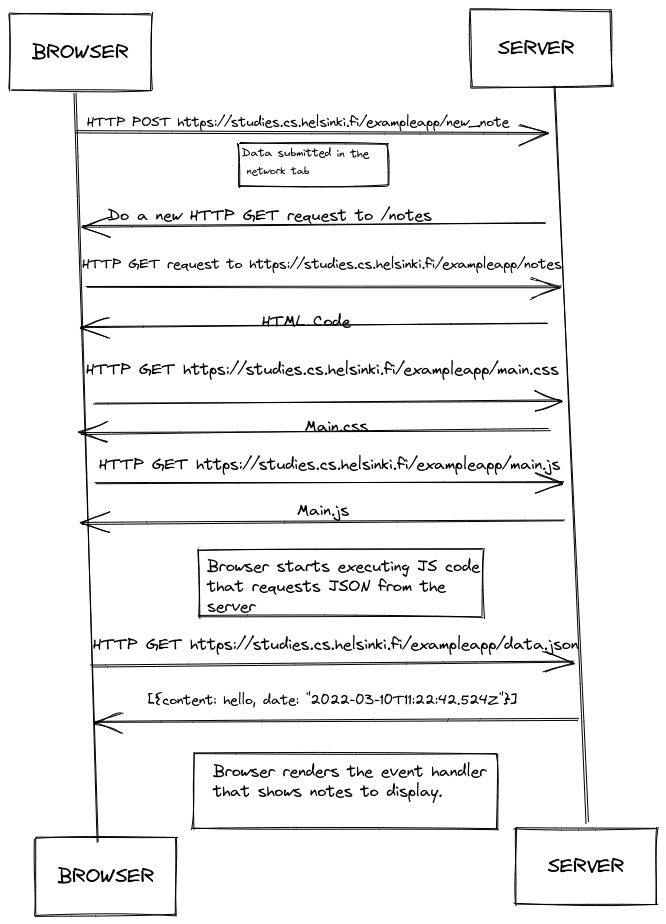 BROWSER
SERVER
HTTP POST https://studies.cs.helsinki.fi/exampleapp/new_note
Data submitted in the
network tab
Do a new HTTP GET request to /notes
HTTP GET request to https://studies.cs.helsinki.fi/exampleapp/notes
HTML Code
HTTP GET https://studies.cs.helsinki.fi/exampleapp/main.css
Main.css
HTTP GET https://studies.cs.helsinki.fi/exampleapp/main.js
Main.js
Browser starts executing JS code
that requests JSON from the
server
HTTP GET https://studies.cs.helsinki.fi/exampleapp/data.json
[{content: hello, date: "2022-03-10T11:22:42.524Z"}]
Browser renders the event handler
that shows notes to display.
BROWSER
SERVER